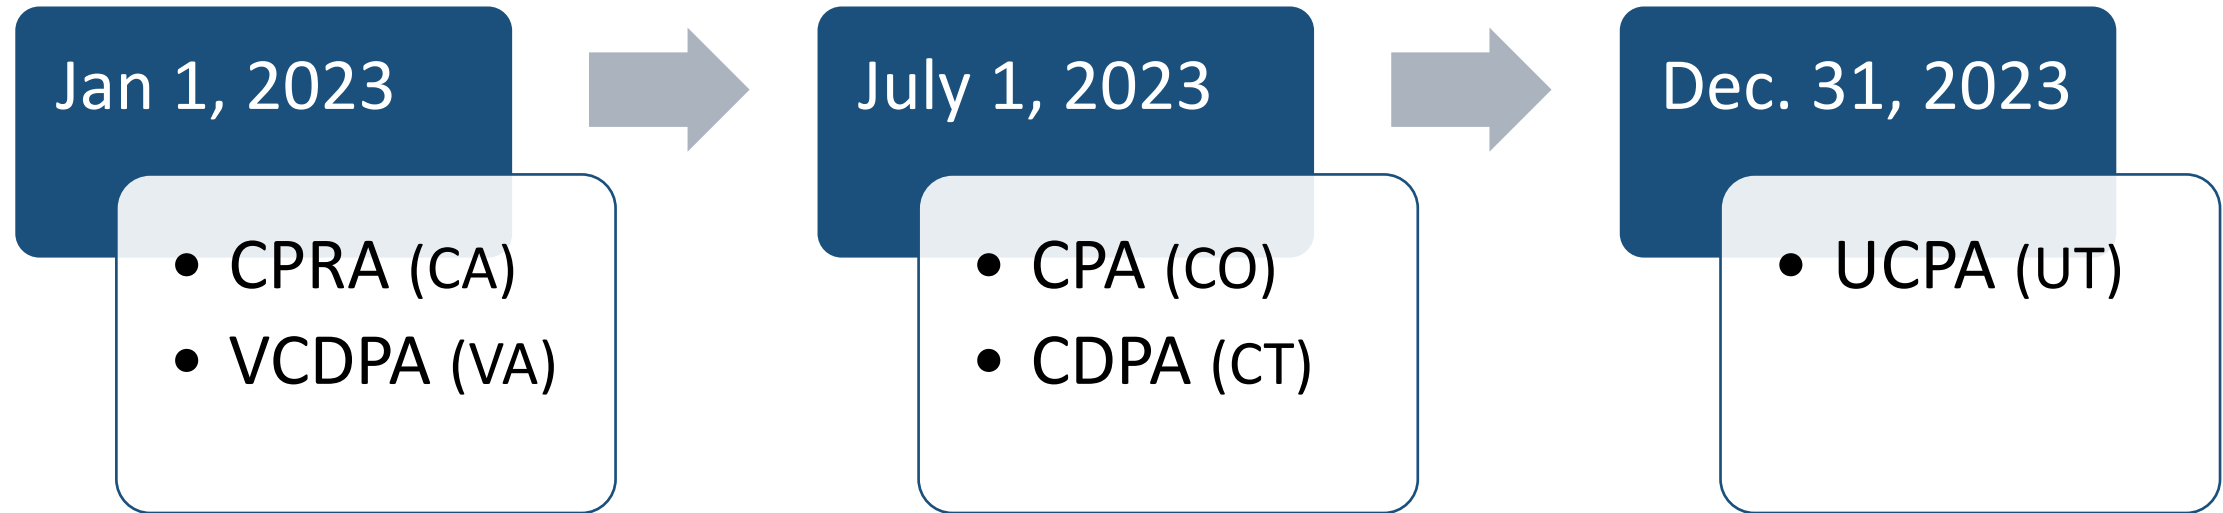 Jan 1, 2023
• CPRA (CA)
• VCDPA (VA)
July 1, 2023
• CPA (CO)
• CDPA (CT)
Dec. 31, 2023
• UCPA (UT)